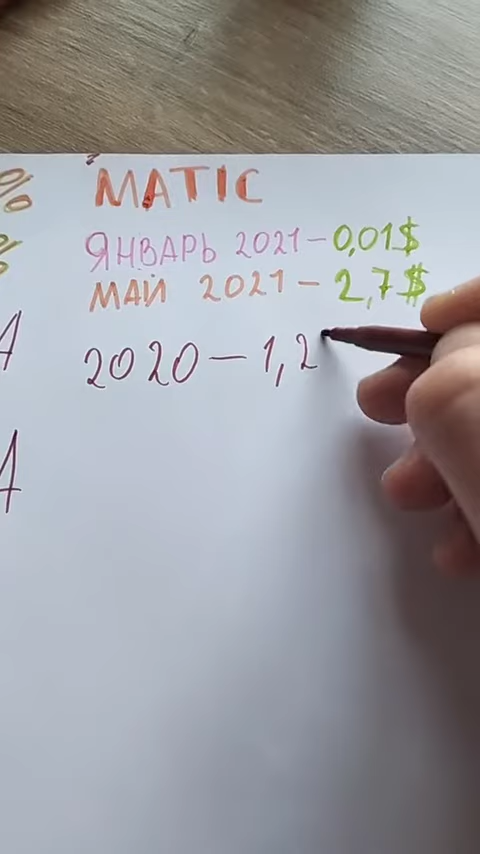 %
MATIC
%
ЯНВАРЬ 2021 – 0,01$
МАЙ 2021 – 2,7$
А
2020 – 1,2
А